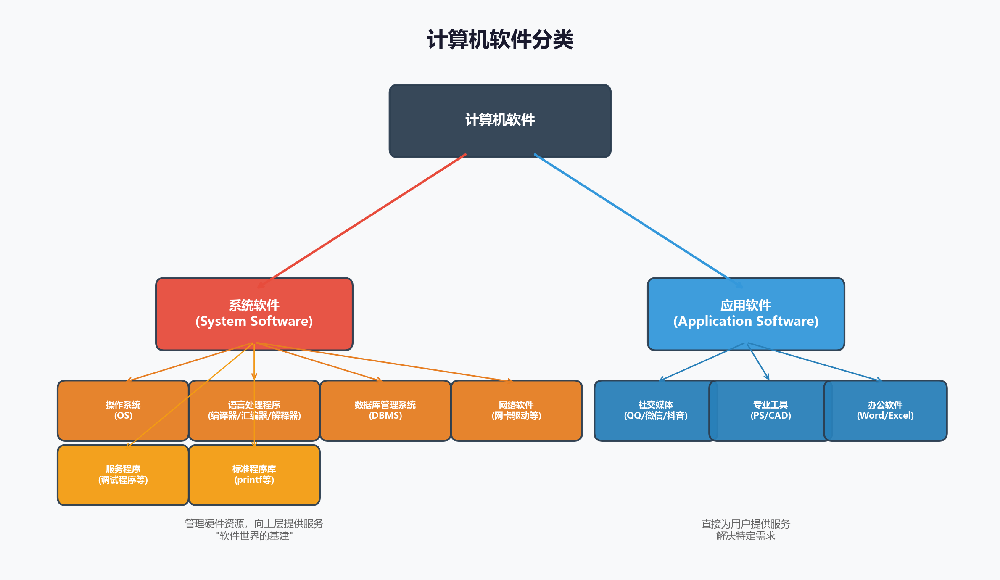 计算机软件分类
计算机软件
系统软件
(System Software)
应用软件
(Application Software)
操作系统
(OS)
语言处理程序
(编译器/汇编器/解释器)
数据库管理系统
(DBMS)
网络软件
(网卡驱动等)
社交媒体
(QQ/微信/抖音)
专业工具
(PS/CAD)
办公软件
(Word/Excel)
服务程序
(调试程序等)
标准程序库
(printf等)
管理硬件资源，向上层提供服务
"软件世界的基建"
直接为用户提供服务
解决特定需求